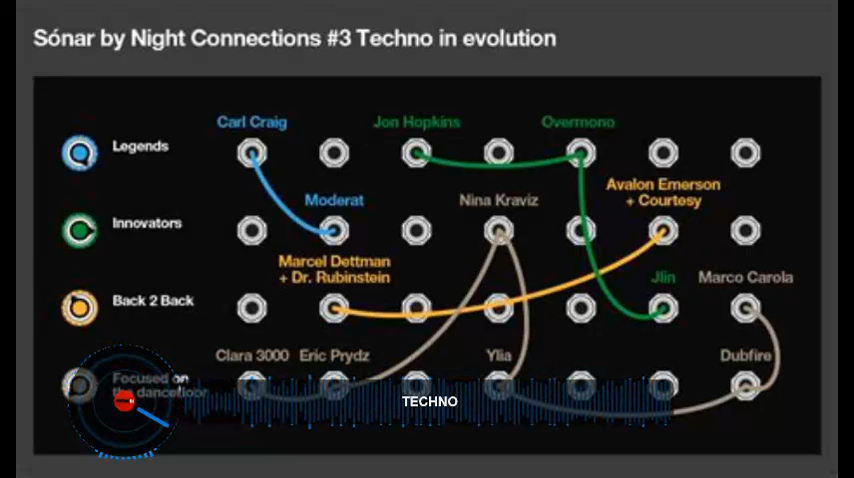 Sónar by Night Connections #3 Techno in evolution
Carl Craig
Jon Hopkins
Overmono
Legends
Avalon Emerson
+ Courtesy
Moderat
Nina Kraviz
Innovators
Marcel Dettman
+ Dr. Rubinstein
Jlin
Marco Carola
Back 2 Back
Clara 3000
Eric Prydz
Ylia
Dubfire
Focused on
the dancefloor
TECHNO